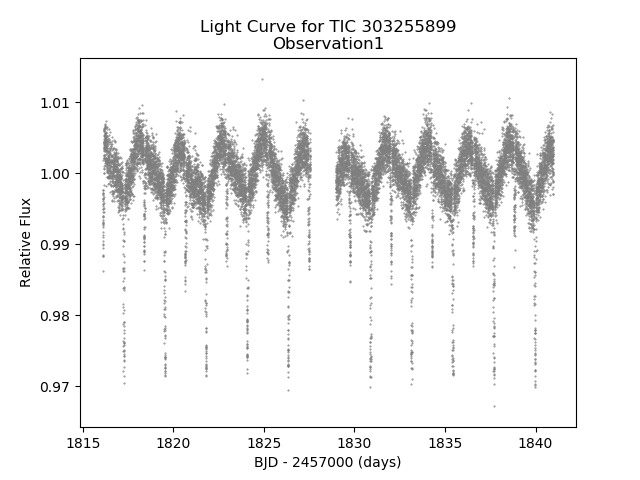 Light Curve for TIC 303255899
Observation1
1.01
1.00
0.99
0.98
0.97
Relative Flux
1815 1820 1825 1830 1835 1840
BJD - 2457000 (days)